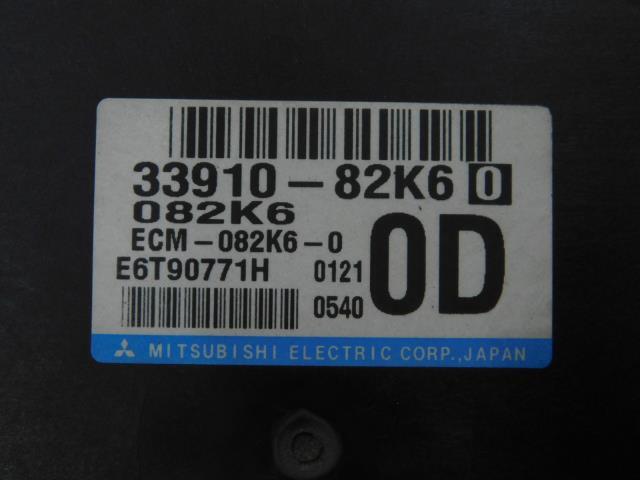 33910-82K6 0
082K6
ECM-082K6-0
0D
E6T90771H 0121
0540
MITSUBISHI ELECTRIC CORP.,JAPAN